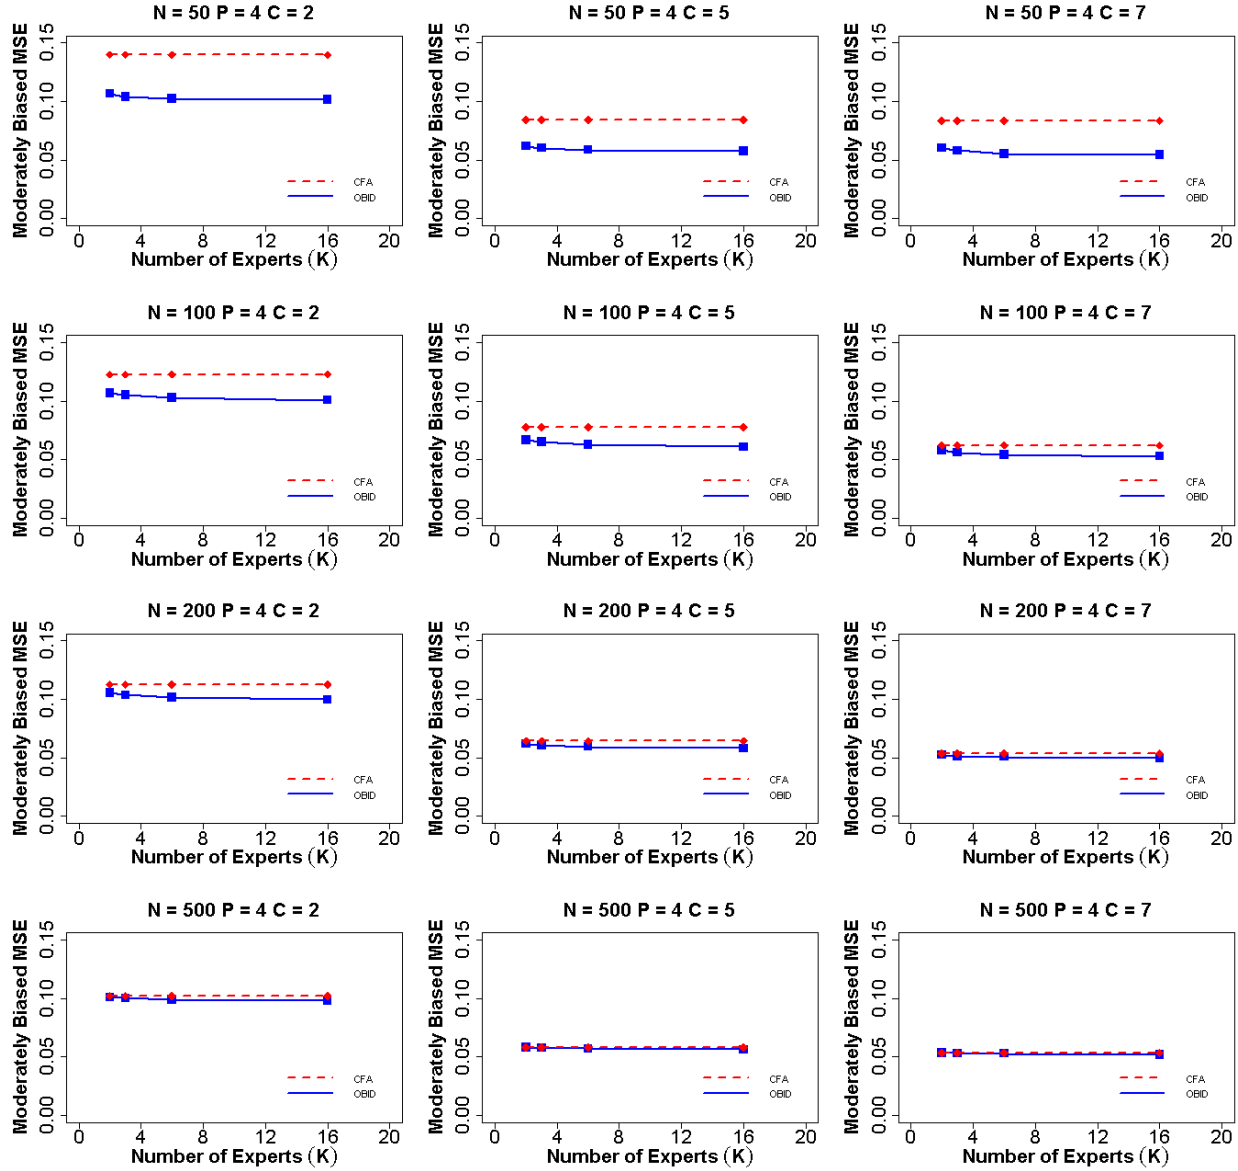 N = 50 P = 4 C = 2
Moderately Biased MSE
0.00 0.05 0.10 0.15
CFA
OBID
0 4 8 12 16 20
Number of Experts (K)
N = 50 P = 4 C = 5
Moderately Biased MSE
0.00 0.05 0.10 0.15
CFA
OBID
0 4 8 12 16 20
Number of Experts (K)
N = 50 P = 4 C = 7
Moderately Biased MSE
0.00 0.05 0.10 0.15
CFA
OBID
0 4 8 12 16 20
Number of Experts (K)
N = 100 P = 4 C = 2
Moderately Biased MSE
0.00 0.05 0.10 0.15
CFA
OBID
0 4 8 12 16 20
Number of Experts (K)
N = 100 P = 4 C = 5
Moderately Biased MSE
0.00 0.05 0.10 0.15
CFA
OBID
0 4 8 12 16 20
Number of Experts (K)
N = 100 P = 4 C = 7
Moderately Biased MSE
0.00 0.05 0.10 0.15
CFA
OBID
0 4 8 12 16 20
Number of Experts (K)
N = 200 P = 4 C = 2
Moderately Biased MSE
0.00 0.05 0.10 0.15
CFA
OBID
0 4 8 12 16 20
Number of Experts (K)
N = 200 P = 4 C = 5
Moderately Biased MSE
0.00 0.05 0.10 0.15
CFA
OBID
0 4 8 12 16 20
Number of Experts (K)
N = 200 P = 4 C = 7
Moderately Biased MSE
0.00 0.05 0.10 0.15
CFA
OBID
0 4 8 12 16 20
Number of Experts (K)
N = 500 P = 4 C = 2
Moderately Biased MSE
0.00 0.05 0.10 0.15
CFA
OBID
0 4 8 12 16 20
Number of Experts (K)
N = 500 P = 4 C = 5
Moderately Biased MSE
0.00 0.05 0.10 0.15
CFA
OBID
0 4 8 12 16 20
Number of Experts (K)
N = 500 P = 4 C = 7
Moderately Biased MSE
0.00 0.05 0.10 0.15
CFA
OBID
0 4 8 12 16 20
Number of Experts (K)